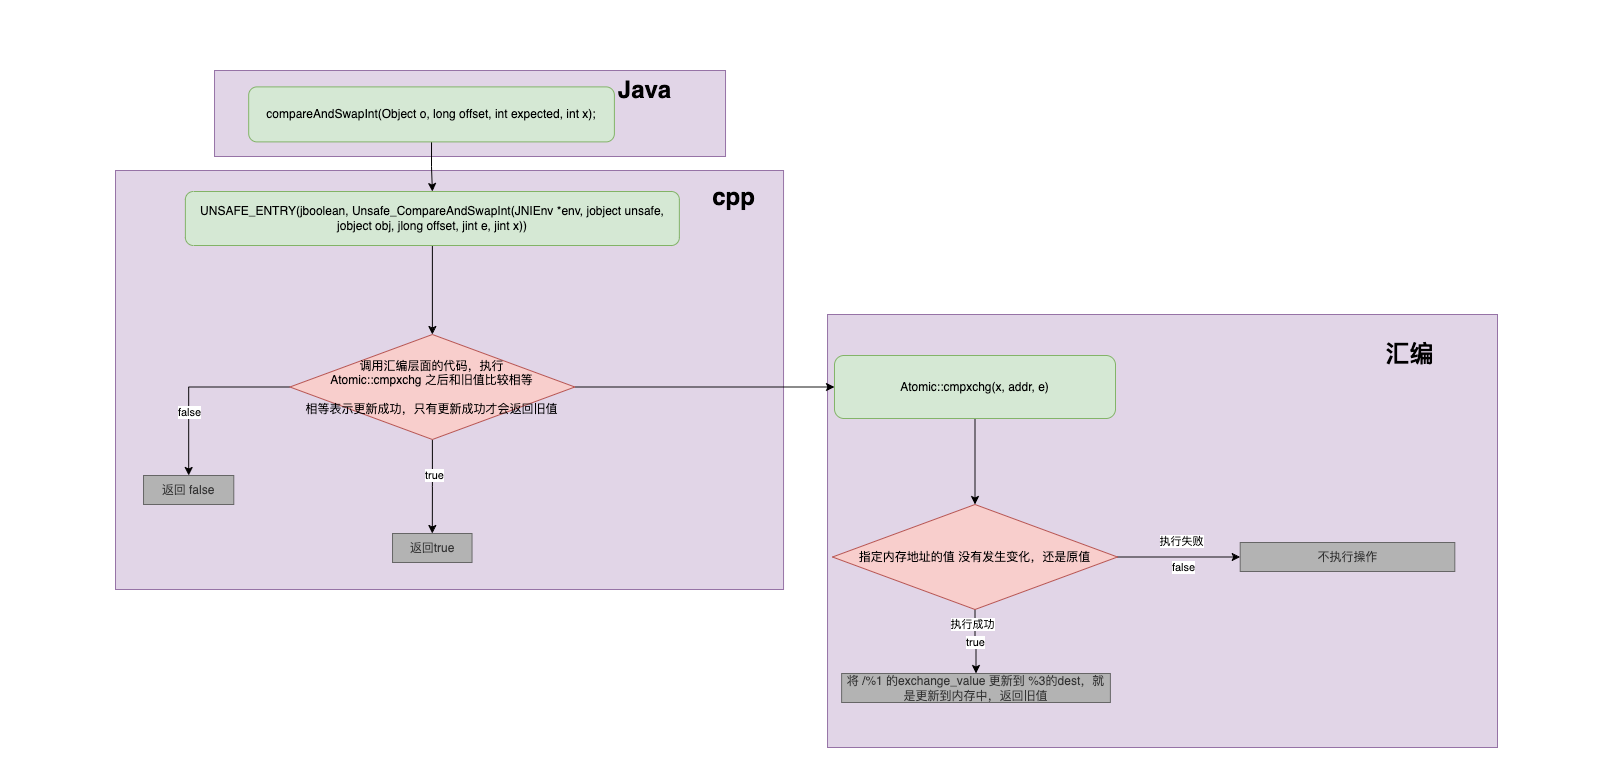 Java
compareAndSwapInt(Object o, long offset, int expected, int x);
cpp
UNSAFE_ENTRY(jboolean, Unsafe_CompareAndSwapInt(JNIEnv *env, jobject unsafe,
jobject obj, jlong offset, jint e, jint x))
调用汇编层面的代码，执行
Atomic::cmpxchg 之后和旧值比较相等
相等表示更新成功，只有更新成功才会返回旧值
false
返回 false
true
返回true
汇编
Atomic::cmpxchg(x, addr, e)
指定内存地址的值 没有发生变化，还是原值
执行失败
false
不执行操作
执行成功
true
将 /%1 的exchange_value 更新到 %3的dest，就
是更新到内存中，返回旧值